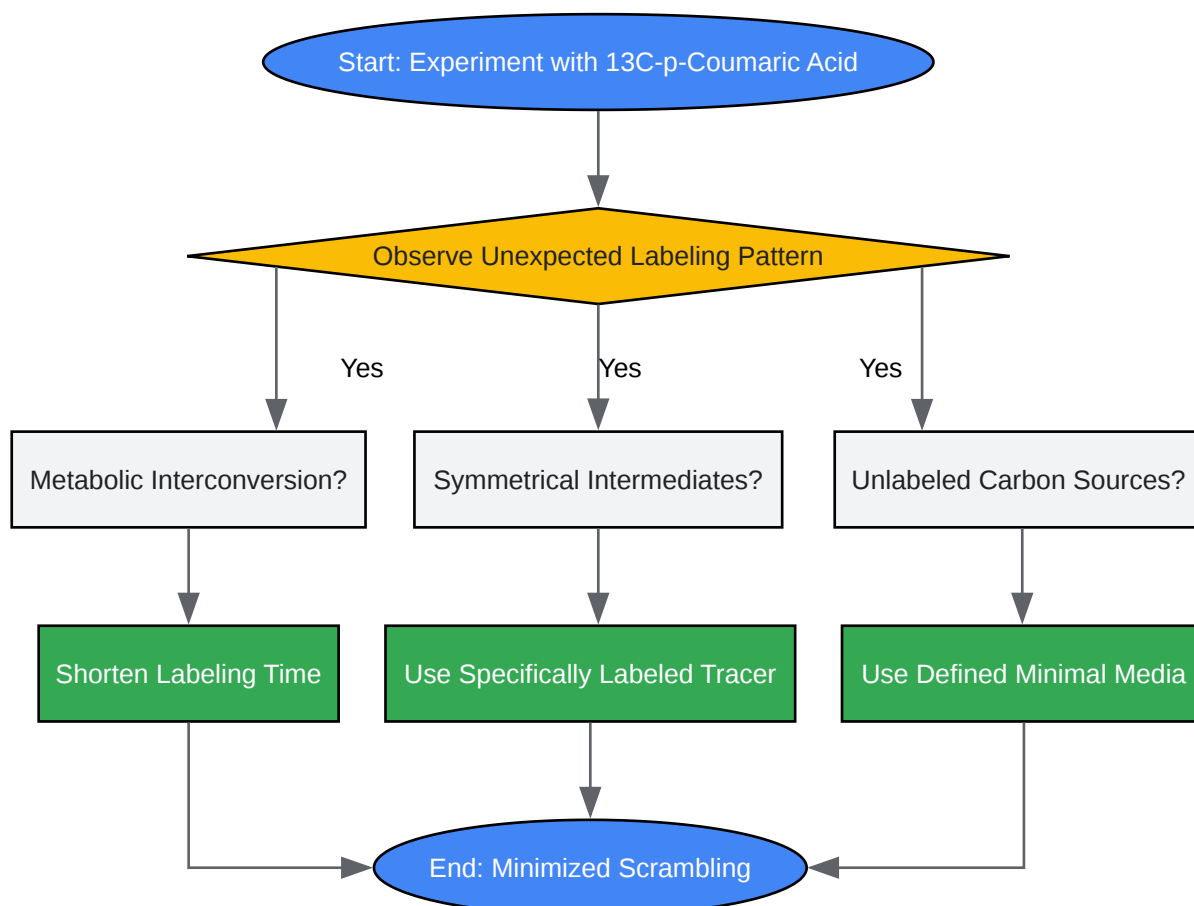 Start: Experiment with 13C-p-Coumaric Acid
Observe Unexpected Labeling Pattern
Yes
Yes
Yes
Metabolic Interconversion?
Symmetrical Intermediates?
Unlabeled Carbon Sources?
Shorten Labeling Time
Use Specifically Labeled Tracer
Use Defined Minimal Media
End: Minimized Scrambling